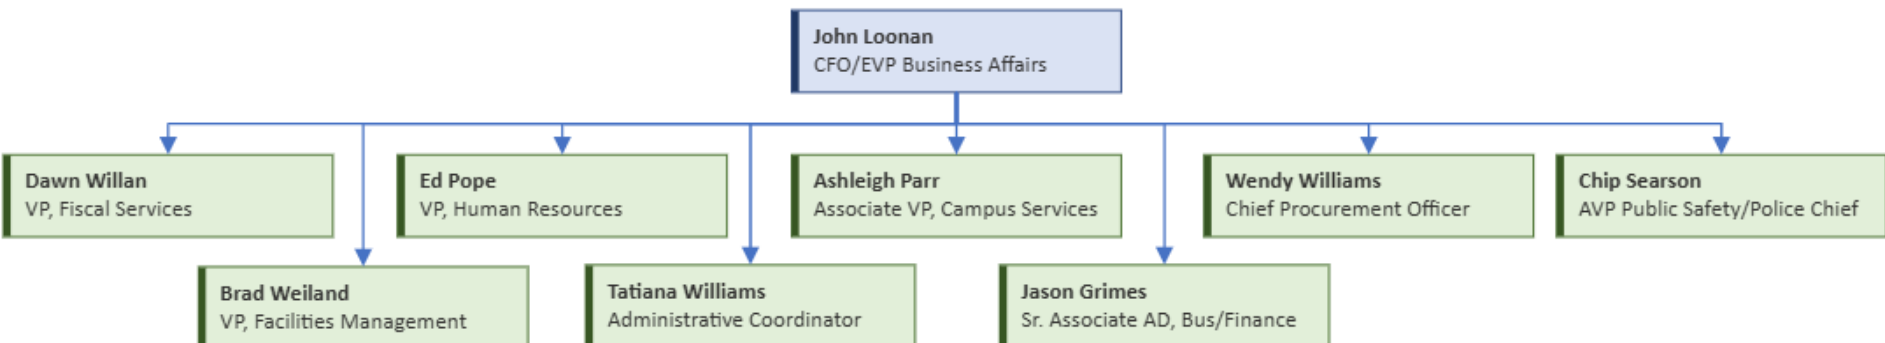 John Loonan
CFO/EVP Business Affairs
Dawn Willan
VP, Fiscal Services
Ed Pope
VP, Human Resources
Ashleigh Parr
Associate VP, Campus Services
Wendy Williams
Chief Procurement Officer
Chip Searson
AVP Public Safety/Police Chief
Brad Weiland
VP, Facilities Management
Tatiana Williams
Administrative Coordinator
Jason Grimes
Sr. Associate AD, Bus/Finance